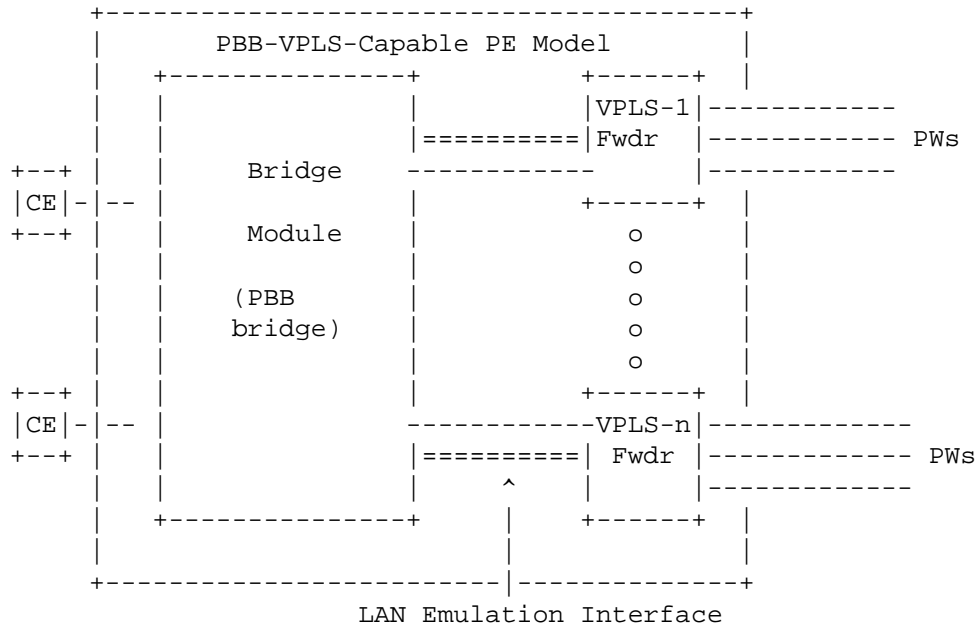 PBB-VPLS-Capable PE Model
VPLS-1
Fwdr PWs
Bridge
CE
Module
o
o
(PBB o
bridge) o
o
CE VPLS-n
Fwdr PWs
LAN Emulation Interface